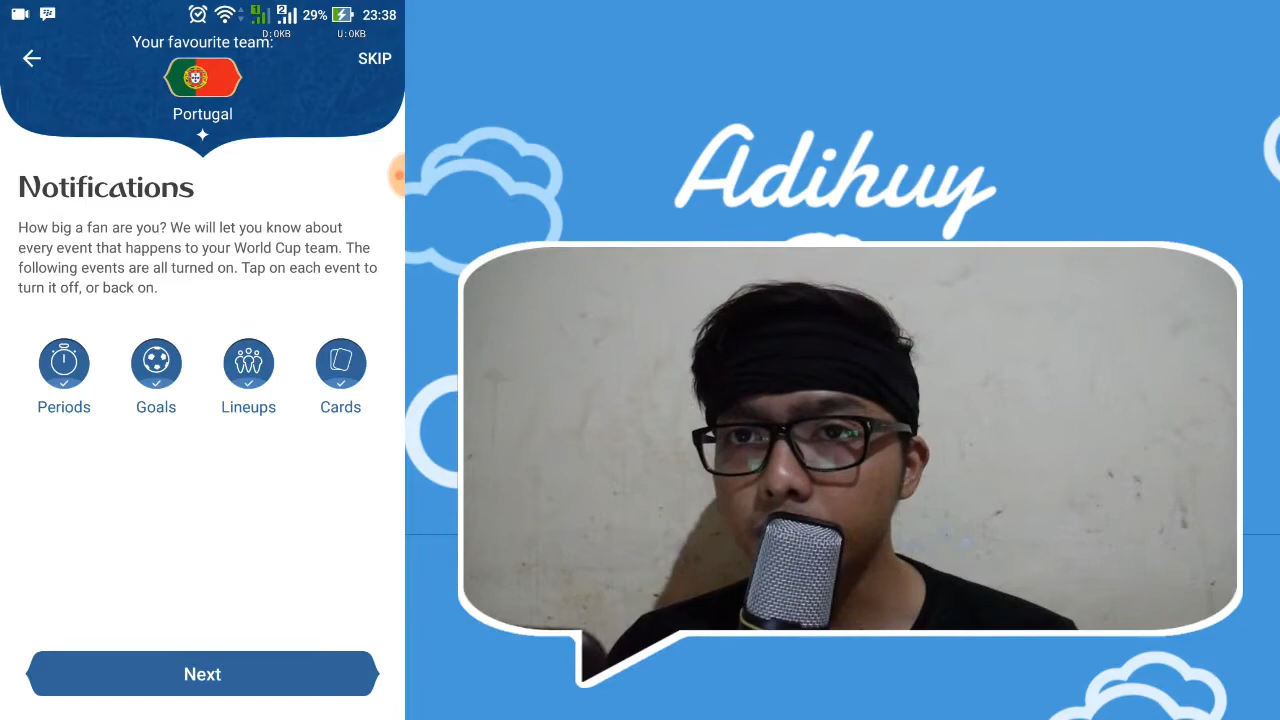 1 2 29% 23:38
D:0KB U:0KB
Your favourite team:
SKIP
Portugal
Notifications
How big a fan are you? We will let you know about
every event that happens to your World Cup team. The
following events are all turned on. Tap on each event to
turn it off, or back on.
Periods Goals Lineups Cards
Next
Adihuy